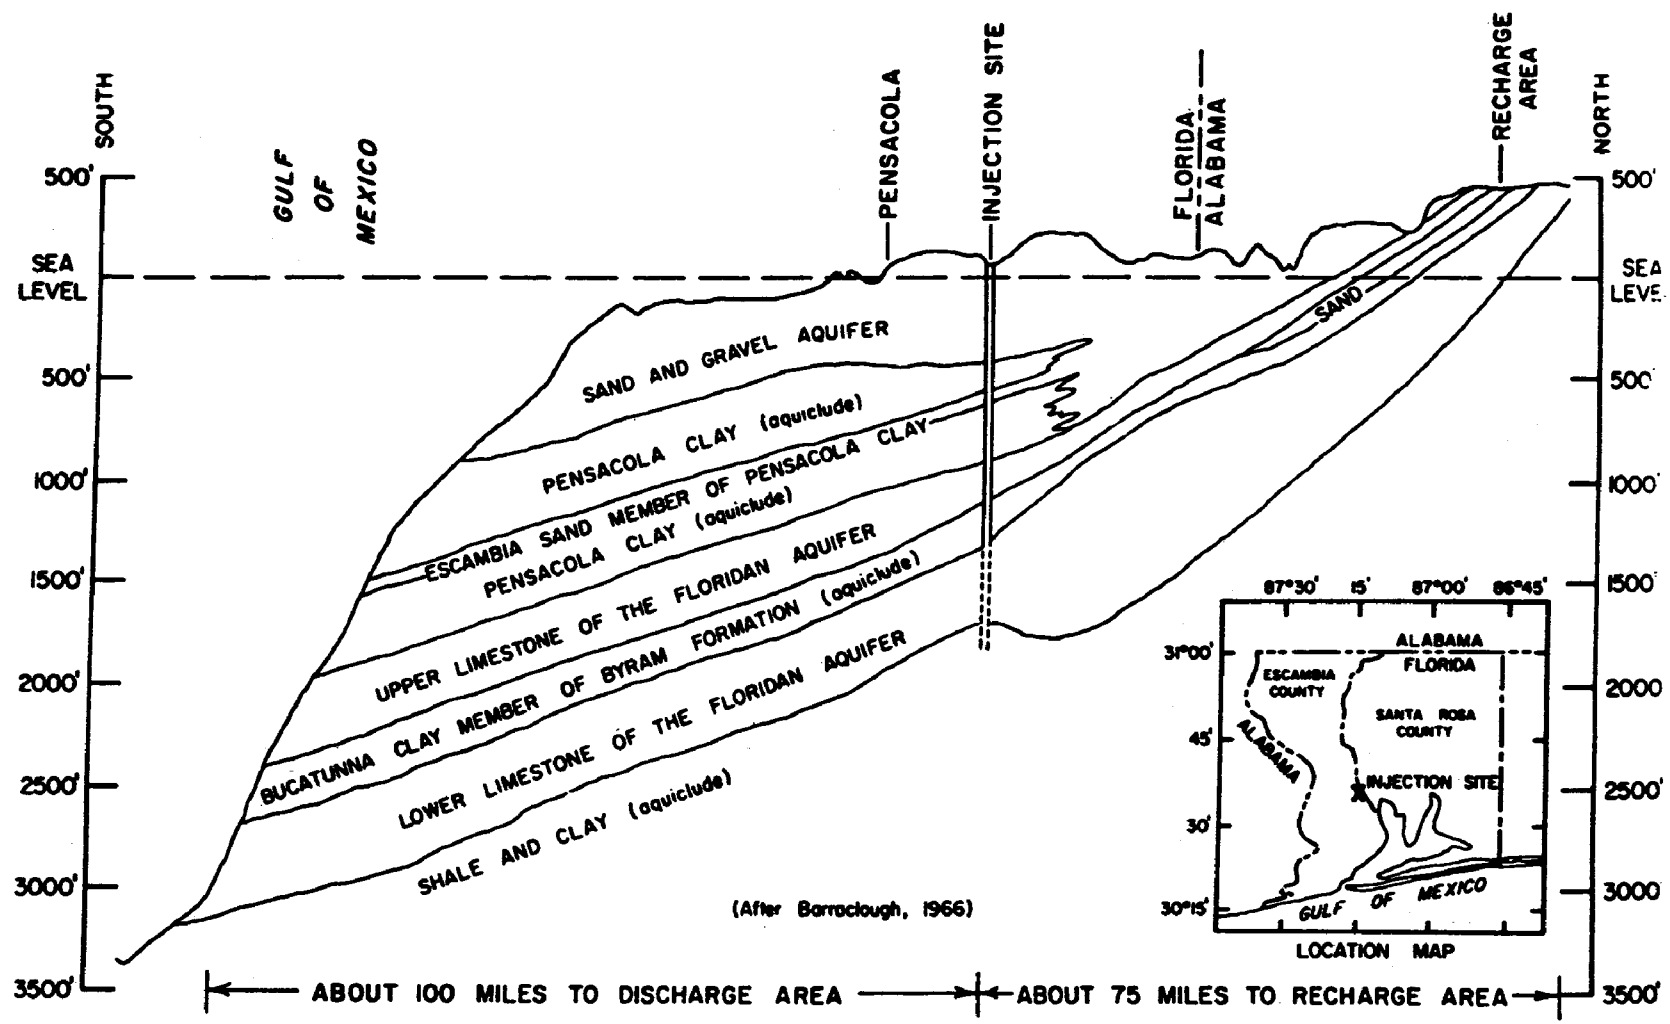 SOUTH
GULF
OF
MEXICO
PENSACOLA
INJECTION SITE
FLORIDA
ALABAMA
RECHARGE
AREA
NORTH
500'
SEA
LEVEL
500'
1000'
1500'
2000'
2500'
3000'
3500'
500'
SEA
LEVE
500'
1000'
1500'
2000
2500'
3000'
3500'
SAND AND GRAVEL AQUIFER
PENSACOLA CLAY (aquiclude)
ESCAMBIA SAND MEMBER OF PENSACOLA CLAY
PENSACOLA CLAY (aquiclude)
UPPER LIMESTONE OF THE FLORIDAN AQUIFER
BUCATUNNA CLAY MEMBER OF BYRAM FORMATION (aquiclude)
LOWER LIMESTONE OF THE FLORIDAN AQUIFER
SHALE AND CLAY (aquiclude)
SAND
(After Barraclough, 1966)
87°30' 15' 87°00' 86°45'
31°00'
45'
30'
30°15'
ALABAMA
FLORIDA
ESCAMBIA
COUNTY
SANTA ROSA
COUNTY
ALABAMA
INJECTION SITE
GULF OF MEXICO
LOCATION MAP
ABOUT 100 MILES TO DISCHARGE AREA
ABOUT 75 MILES TO RECHARGE AREA